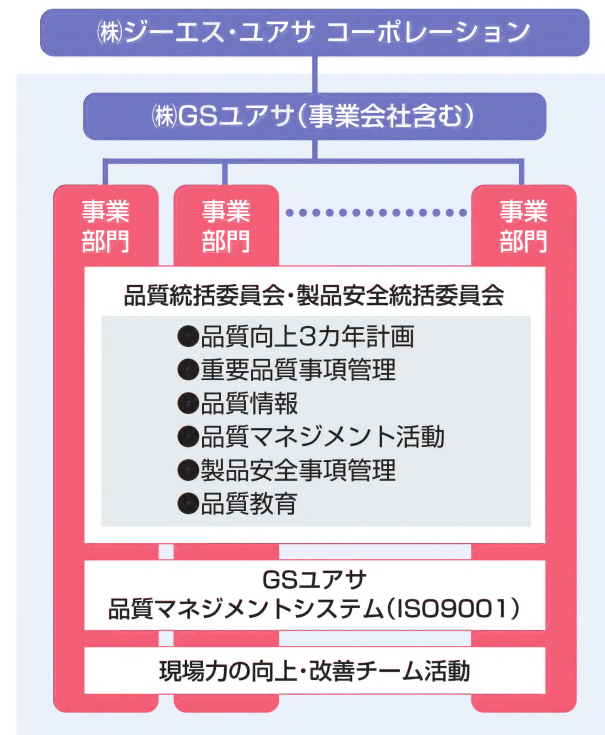 ㈱ジーエス・ユアサ コーポレーション
㈱GSユアサ(事業会社含む)
事業
部門
事業
部門
事業
部門
品質統括委員会・製品安全統括委員会
●品質向上3カ年計画
●重要品質事項管理
●品質情報
●品質マネジメント活動
●製品安全事項管理
●品質教育
GSユアサ
品質マネジメントシステム(ISO9001)
現場力の向上・改善チーム活動